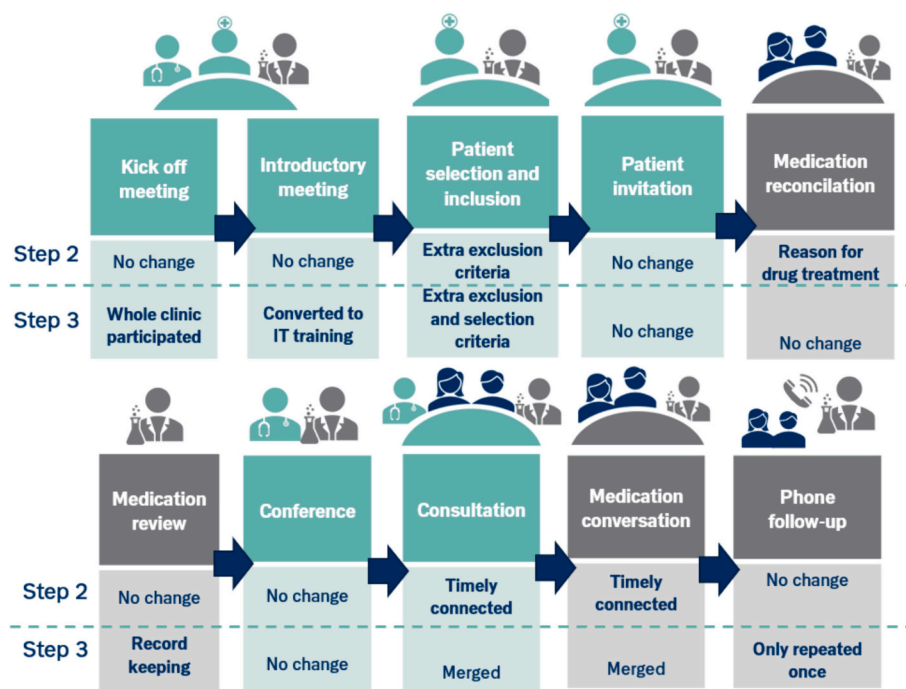 Kick off
meeting
Introductory
meeting
Patient
selection and
inclusion
Patient
invitation
Medication
reconcilation
Step 2
No change
No change
Extra exclusion
criteria
No change
Reason for
drug treatment
Step 3
Whole clinic
participated
Converted to
IT training
Extra exclusion
and selection
criteria
No change
No change
Medication
review
Conference
Consultation
Medication
conversation
Phone
follow-up
Step 2
No change
No change
Timely
connected
Timely
connected
No change
Step 3
Record
keeping
No change
Merged
Merged
Only repeated
once